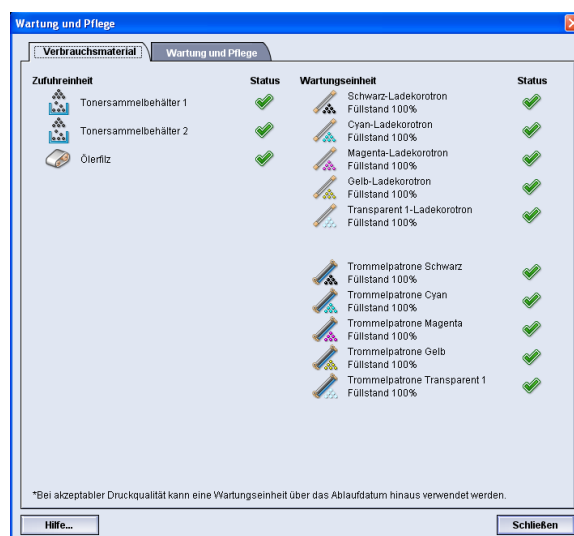 Wartung und Pflege
Verbrauchsmaterial
Wartung und Pflege
Zufuhreinheit
Status
Tonersammelbehälter 1
Tonersammelbehälter 2
Ölerfilz
Wartungseinheit
Status
Schwarz-Ladekorotron
Füllstand 100%
Cyan-Ladekorotron
Füllstand 100%
Magenta-Ladekorotron
Füllstand 100%
Gelb-Ladekorotron
Füllstand 100%
Transparent 1-Ladekorotron
Füllstand 100%
Trommelpatrone Schwarz
Füllstand 100%
Trommelpatrone Cyan
Füllstand 100%
Trommelpatrone Magenta
Füllstand 100%
Trommelpatrone Gelb
Füllstand 100%
Trommelpatrone Transparent 1
Füllstand 100%
*Bei akzeptabler Druckqualität kann eine Wartungseinheit über das Ablaufdatum hinaus verwendet werden.
Hilfe...
Schließen